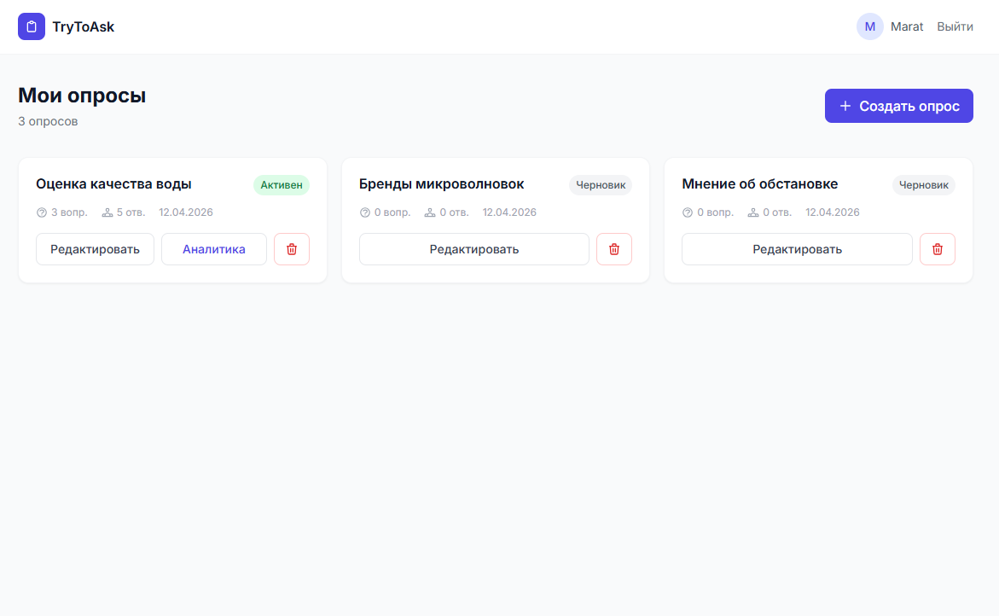 TryToAsk
M Marat Выйти
Мои опросы
3 опросов
+ Создать опрос
Оценка качества воды Активен
3 вопр. 5 отв. 12.04.2026
Редактировать Аналитика
Бренды микроволновок Черновик
0 вопр. 0 отв. 12.04.2026
Редактировать
Мнение об обстановке Черновик
0 вопр. 0 отв. 12.04.2026
Редактировать